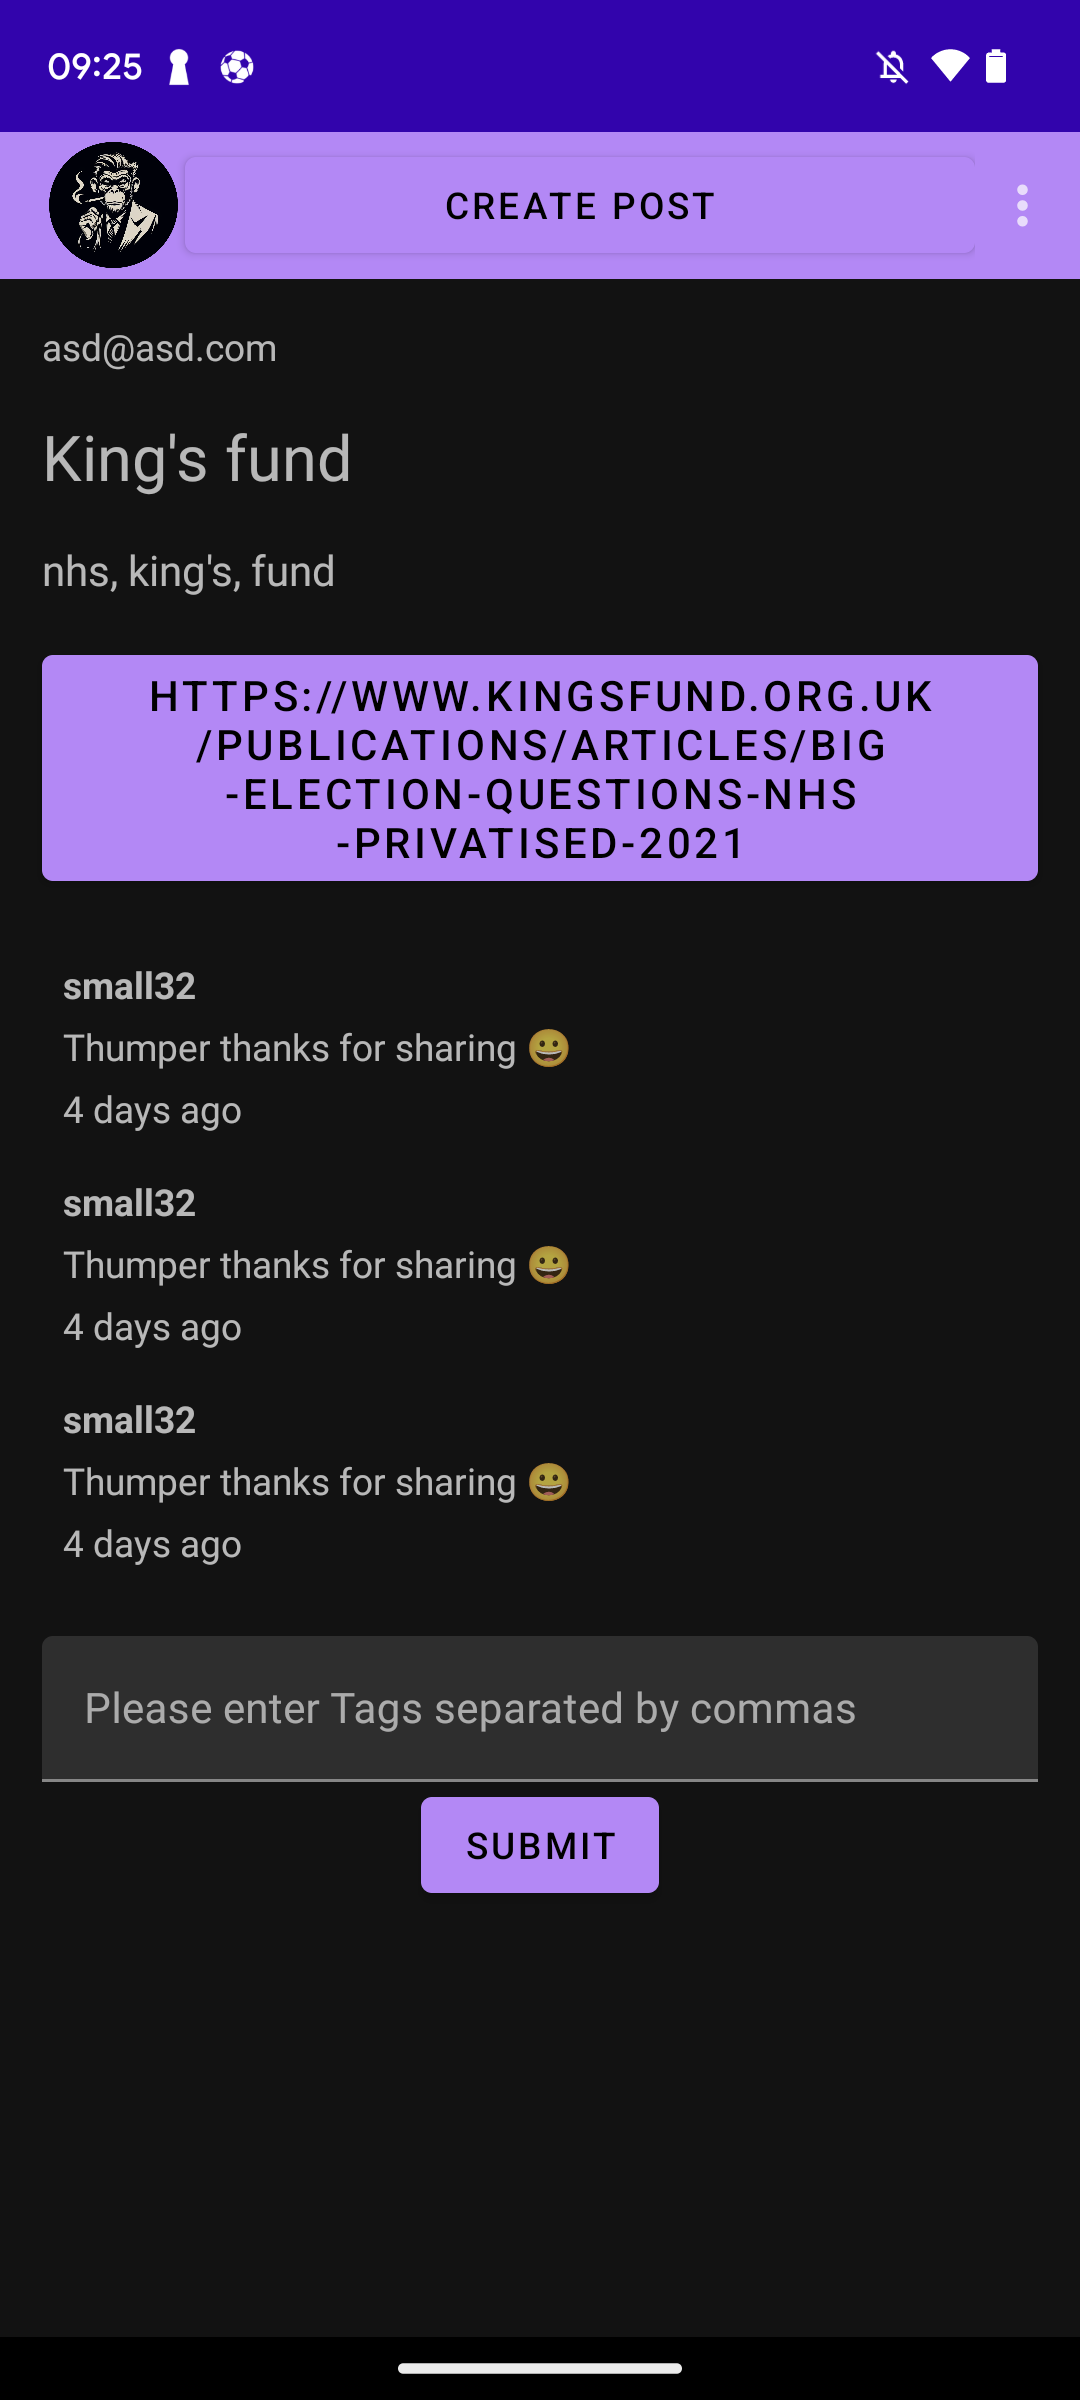 09:25
CREATE POST
asd@asd.com
King's fund
nhs, king's, fund
HTTPS://WWW.KINGSFUND.ORG.UK
/PUBLICATIONS/ARTICLES/BIG
-ELECTION-QUESTIONS-NHS
-PRIVATISED-2021
small32
Thumper thanks for sharing 😀
4 days ago
small32
Thumper thanks for sharing 😀
4 days ago
small32
Thumper thanks for sharing 😀
4 days ago
Please enter Tags separated by commas
SUBMIT